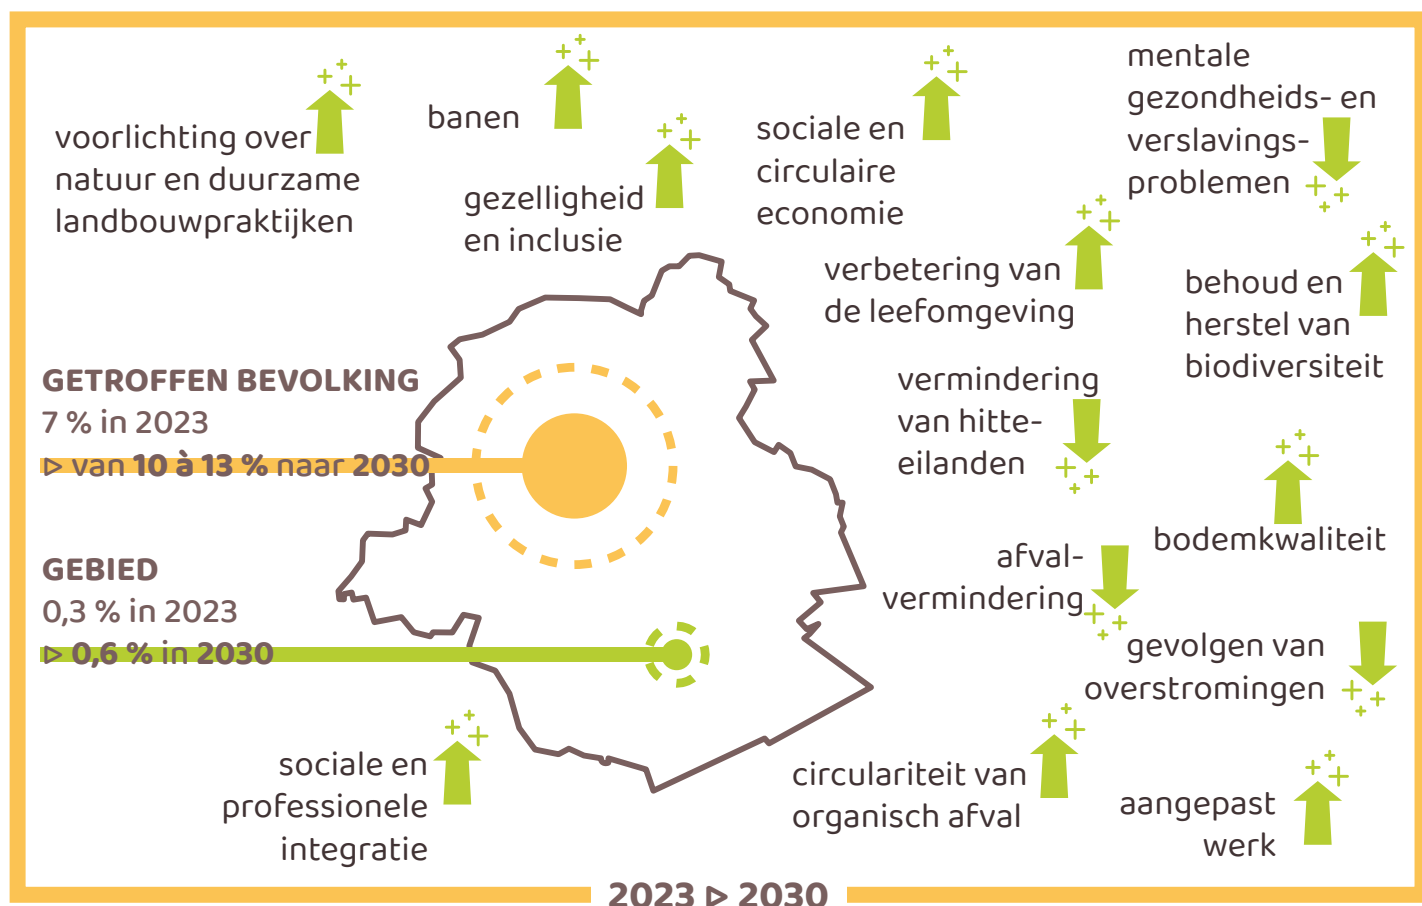 voorlichting over
natuur en duurzame
landbouwpraktijken
banen
gezelligheid
en inclusie
sociale en
circulaire
economie
mentale
gezondheids- en
verslavings-
problemen
verbetering van
de leefomgeving
behoud en
herstel van
biodiversiteit
GETROFFEN BEVOLKING
7 % in 2023
▷ van 10 à 13 % naar 2030
vermindering
van hitte-
eilanden
bodemkwaliteit
GEBIED
0,3 % in 2023
▷ 0,6 % in 2030
afval-
vermindering
gevolgen van
overstromingen
sociale en
professionele
integratie
circulariteit van
organisch afval
aangepast
werk
2023 ▷ 2030